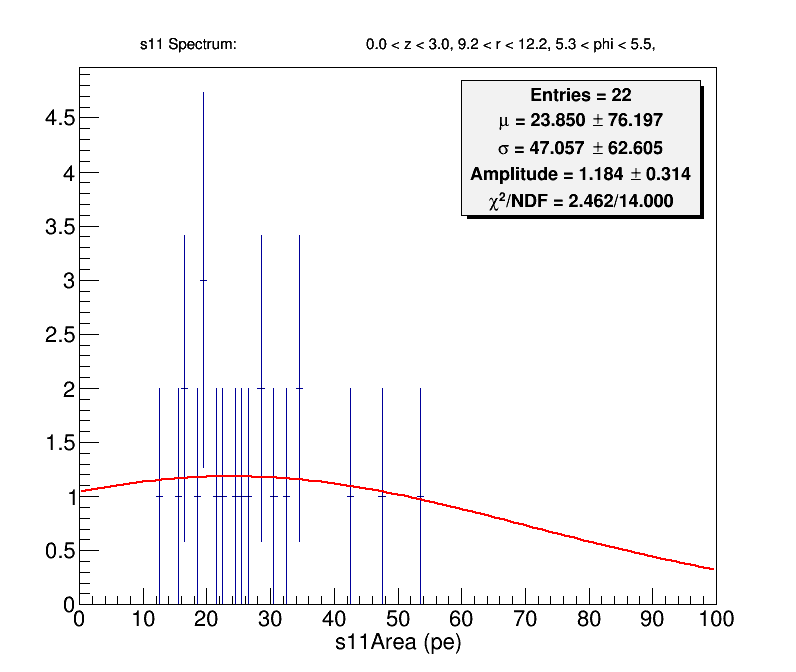 s11 Spectrum: 0.0 < z < 3.0, 9.2 < r < 12.2, 5.3 < phi < 5.5,
Entries = 22
μ = 23.850 ± 76.197
σ = 47.057 ± 62.605
Amplitude = 1.184 ± 0.314
χ²/NDF = 2.462/14.000
4.5
4
3.5
3
2.5
2
1.5
1
0.5
0
0 10 20 30 40 50 60 70 80 90 100
s11Area (pe)